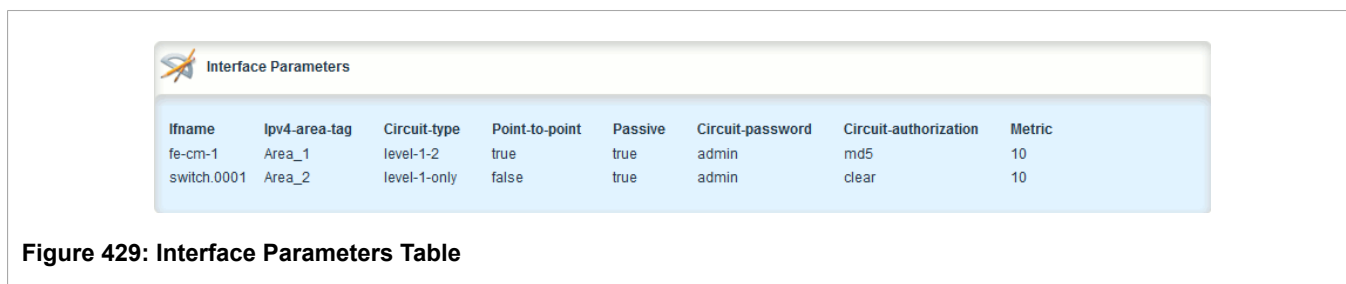 Interface Parameters
Ifname Ipv4-area-tag Circuit-type Point-to-point Passive Circuit-password Circuit-authorization Metric
fe-cm-1 Area_1 level-1-2 true true admin md5 10
switch.0001 Area_2 level-1-only false true admin clear 10
Figure 429: Interface Parameters Table